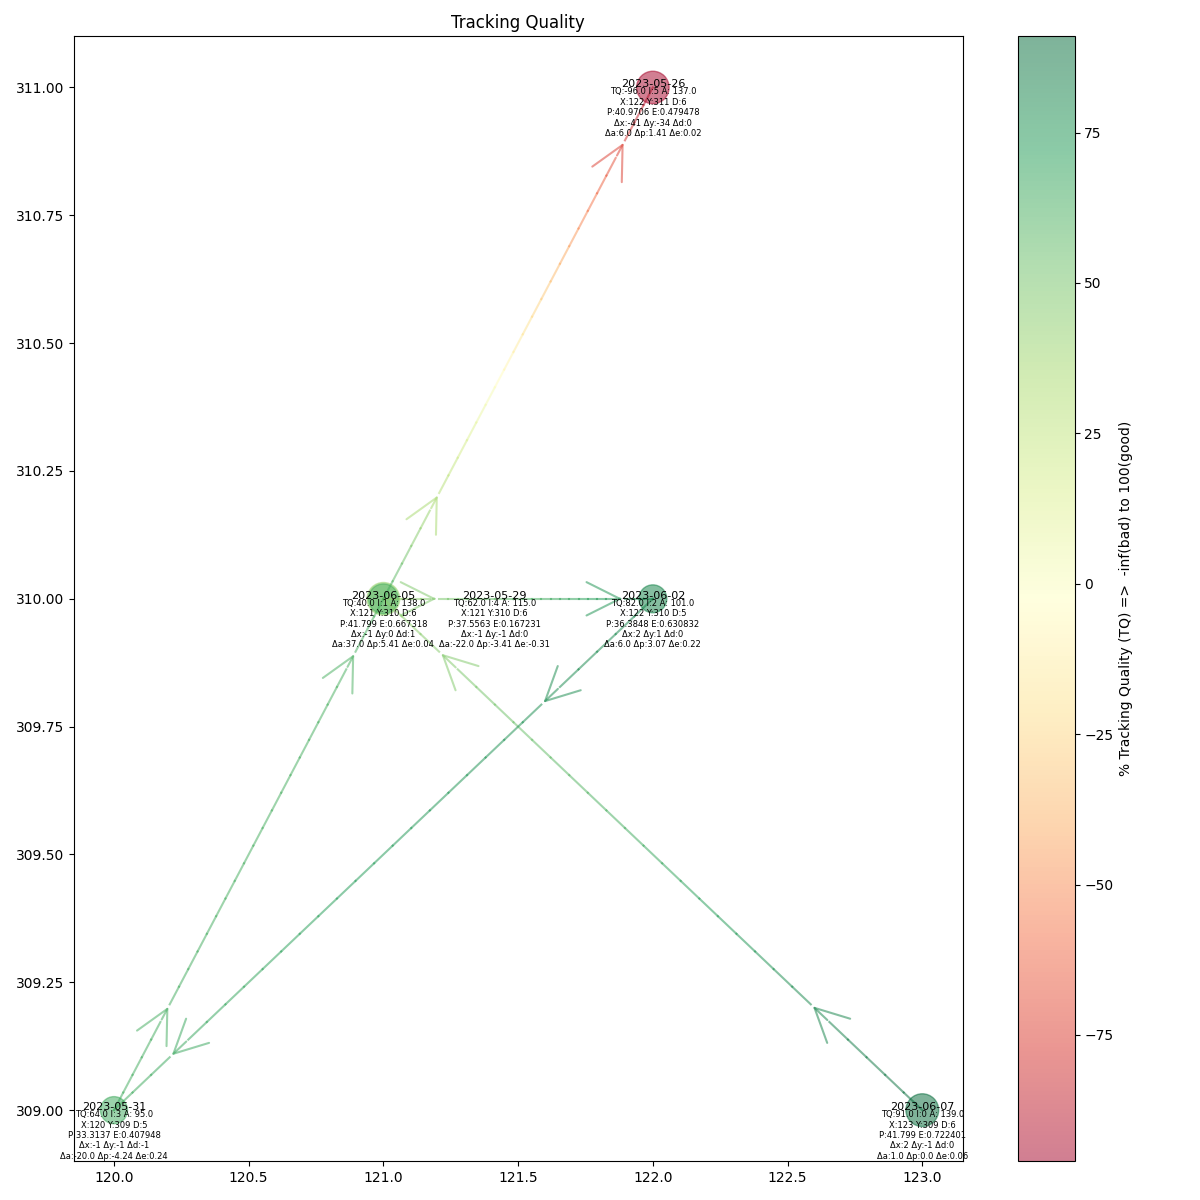 Tracking Quality
311.00
310.75
310.50
310.25
310.00
309.75
309.50
309.25
309.00
2023-05-26
TQ:-96.0 I:5 A: 137.0
X:122 Y:311 D:6
P:40.9706 E:0.479478
Δx:-41 Δy:-34 Δd:0
Δa:6.0 Δp:1.41 Δe:0.02
2023-06-05
TQ:40.0 I:1 A: 138.0
X:121 Y:310 D:6
P:41.799 E:0.667318
Δx:-1 Δy:0 Δd:1
Δa:37.0 Δp:5.41 Δe:0.04
2023-05-29
TQ:62.0 I:4 A: 115.0
X:121 Y:310 D:6
P:37.5563 E:0.167231
Δx:-1 Δy:-1 Δd:0
Δa:-22.0 Δp:-3.41 Δe:-0.31
2023-06-02
TQ:82.0 I:2 A: 101.0
X:122 Y:310 D:5
P:36.3848 E:0.630832
Δx:2 Δy:1 Δd:0
Δa:6.0 Δp:3.07 Δe:0.22
2023-05-31
TQ:64.0 I:3 A: 95.0
X:120 Y:309 D:5
P:33.3137 E:0.407948
Δx:-1 Δy:-1 Δd:-1
Δa:-20.0 Δp:-4.24 Δe:0.24
2023-06-07
TQ:91.0 I:0 A: 139.0
X:123 Y:309 D:6
P:41.799 E:0.722401
Δx:2 Δy:-1 Δd:0
Δa:1.0 Δp:0.0 Δe:0.06
120.0
120.5
121.0
121.5
122.0
122.5
123.0
75
50
25
0
−25
−50
−75
% Tracking Quality (TQ) => -inf(bad) to 100(good)